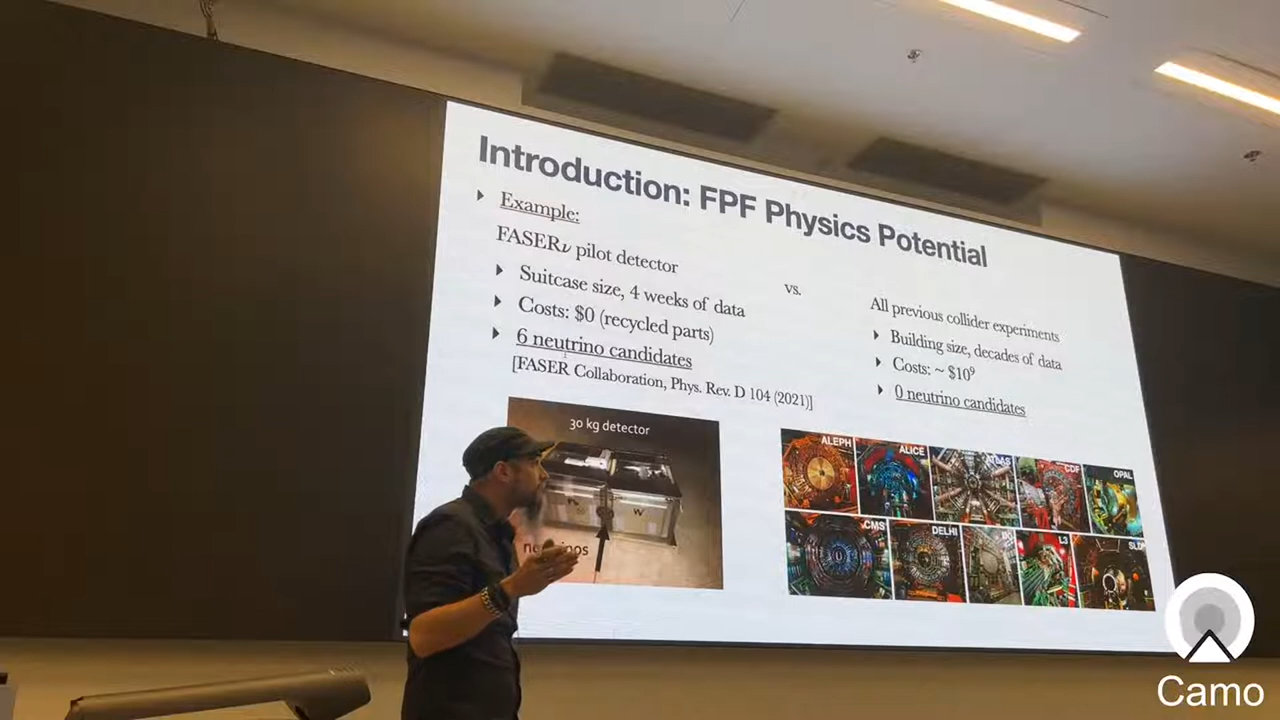 Introduction: FPF Physics Potential
Example:
FASERν pilot detector
Suitcase size, 4 weeks of data
Costs: $0 (recycled parts)
6 neutrino candidates
[FASER Collaboration, Phys. Rev. D 104 (2021)]
vs.
All previous collider experiments
Building size, decades of data
Costs: ~ $10⁹
0 neutrino candidates
30 kg detector
ALEPH
ALICE
CDF
OPAL
CMS
DELHI
L3
Camo